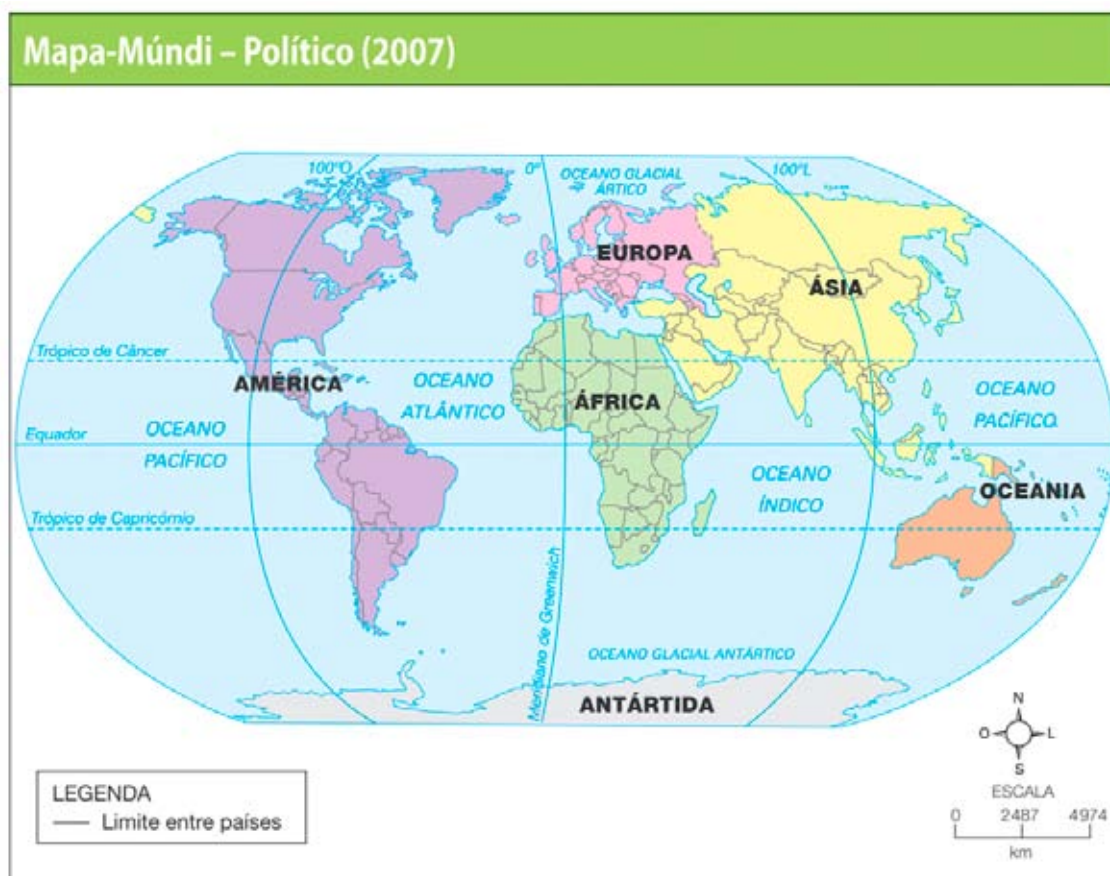 Mapa-Múndi – Político (2007)
100°O
0°
OCEANO GLACIAL
ÁRTICO
100°L
EUROPA
ÁSIA
Trópico de Câncer
AMÉRICA
OCEANO
ATLÂNTICO
ÁFRICA
OCEANO
PACÍFICO
Equador
OCEANO
PACÍFICO
OCEANO
ÍNDICO
OCEANIA
Trópico de Capricórnio
Meridiano de Greenwich
OCEANO GLACIAL ANTÁRTICO
ANTÁRTIDA
N
O
L
S
LEGENDA
Limite entre países
ESCALA
0 2487 4974
km